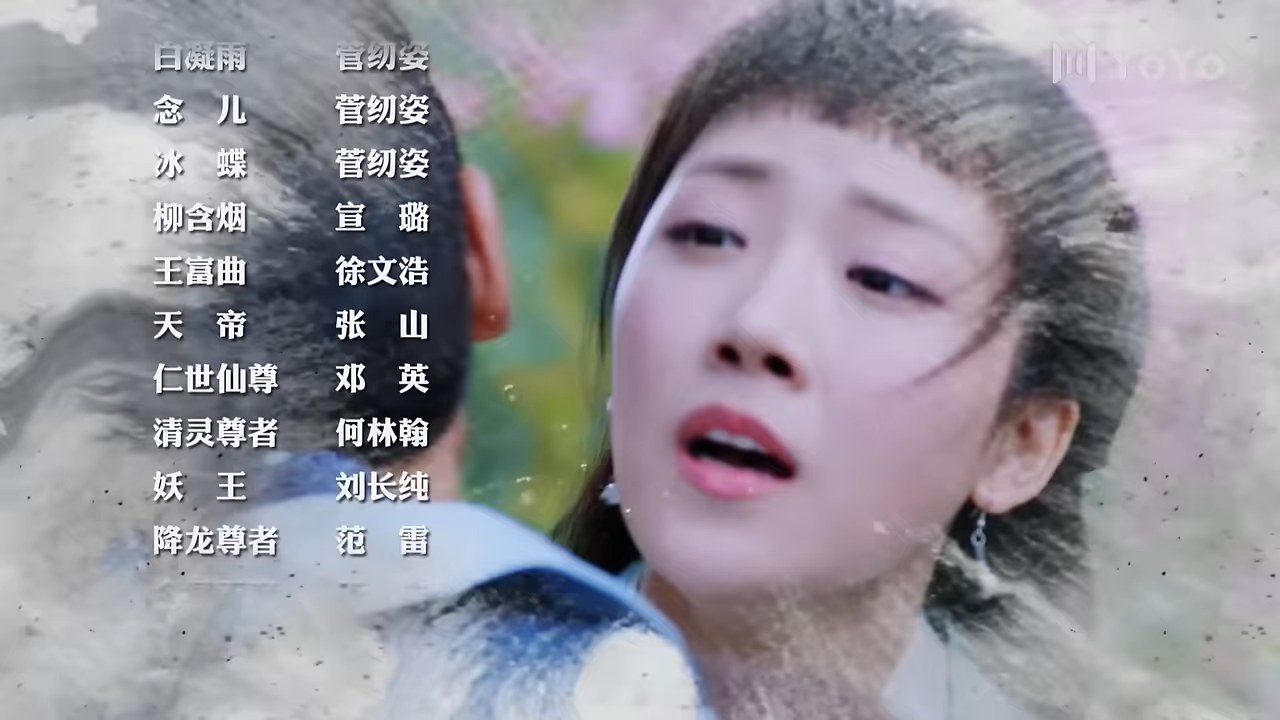 白凝雨 菅纫姿
念儿 菅纫姿
冰蝶 菅纫姿
柳含烟 宣璐
王富曲 徐文浩
天帝 张山
仁世仙尊 邓英
清灵尊者 何林翰
妖王 刘长纯
降龙尊者 范雷
YOYO